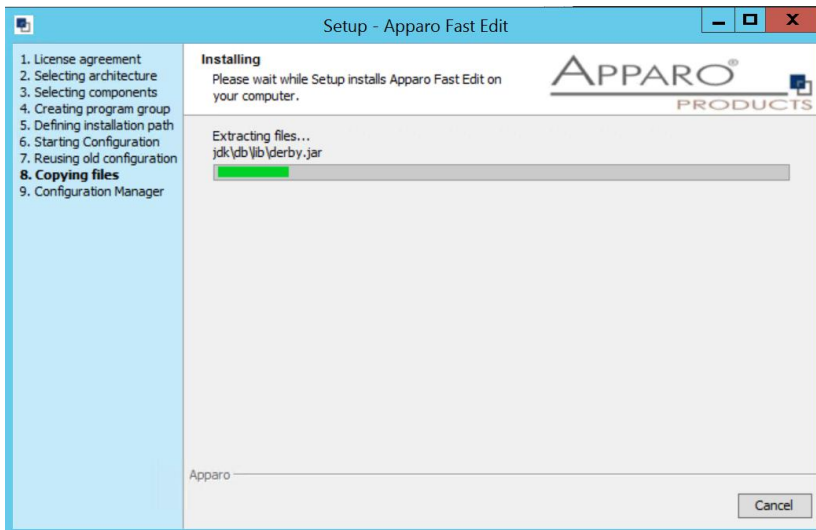 Setup - Apparo Fast Edit
X
1. License agreement
2. Selecting architecture
3. Selecting components
4. Creating program group
5. Defining installation path
6. Starting Configuration
7. Reusing old configuration
8. Copying files
9. Configuration Manager
Installing
Please wait while Setup installs Apparo Fast Edit on
your computer.
APPARO®
PRODUCTS
Extracting files...
jdk\db\lib\derby.jar
Apparo
Cancel